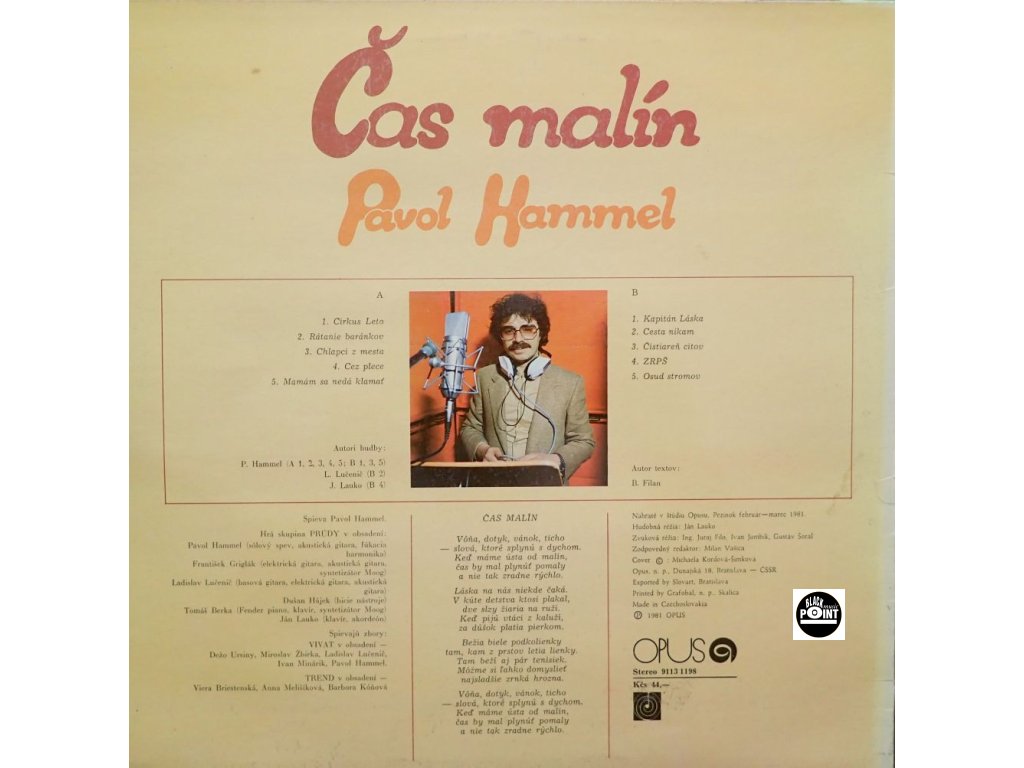 Čas malín
Pavol Hammel
A
1. Cirkus Leto
2. Rátanie baránkov
3. Chlapci z mesta
4. Cez plece
5. Mamám sa nedá klamať
Autori hudby:
P. Hammel (A 1, 2, 3, 4, 5; B 1, 3, 5)
L. Lučenič (B 2)
J. Lauko (B 4)
B
1. Kapitán Láska
2. Cesta nikam
3. Čistiareň citov
4. ZRPŠ
5. Osud stromov
Autor textov:
B. Filan
Spieva Pavol Hammel.
Hrá skupina PRÚDY v obsadení:
Pavol Hammel (sólový spev, akustická gitara, fúkacia
harmonika)
František Griglák (elektrická gitara, akustická gitara,
syntetizátor Moog)
Ladislav Lučenič (basová gitara, elektrická gitara, akustická
gitara)
Dušan Hájek (bicie nástroje)
Tomáš Berka (Fender piano, klavír, syntetizátor Moog)
Ján Lauko (klavír, akordeón)
Spievajú zbory:
VIVAT v obsadení —
Dežo Ursiny, Miroslav Žbirka, Ladislav Lučenič,
Ivan Minárik, Pavol Hammel.
TREND v obsadení —
Viera Briestenská, Anna Melišková, Barbora Kóňová
ČAS MALÍN
Vôňa, dotyk, vánok, ticho
— slová, ktoré splynú s dychom.
Keď máme ústa od malín,
čas by mal plynúť pomaly
a nie tak zradne rýchlo.
Láska na nás niekde čaká.
V kúte detstva ktosi plakal,
dve slzy žiaria na ruži.
Keď pijú vtáci z kaluží,
za dúšok platia pierkom.
Bežia biele podkolienky
tam, kam z prstov letia lienky.
Tam beží aj pár tenisiek.
Môžme si ľahko domyslieť
najsladšie zrnká hrozna.
Vôňa, dotyk, vánok, ticho
— slová, ktoré splynú s dychom.
Keď máme ústa od malín,
čas by mal plynúť pomaly
a nie tak zradne rýchlo.
Nahraté v štúdiu Opusu, Pezinok február—marec 1981.
Hudobná réžia: Ján Lauko
Zvuková réžia: Ing. Juraj Filo, Ivan Jombík, Gustáv Šoral
Zodpovedný redaktor: Milan Vašica
Cover © : Michaela Kordová-Jankuva
Opus, n. p., Dunajská 18, Bratislava — ČSSR
Exported by Slovart, Bratislava
Printed by Grafobal, n. p., Skalica
Made in Czechoslovakia
Ⓟ 1981 OPUS
OPUS
Stereo 9113 1198
Kčs 44,—
BLACK
music
POINT